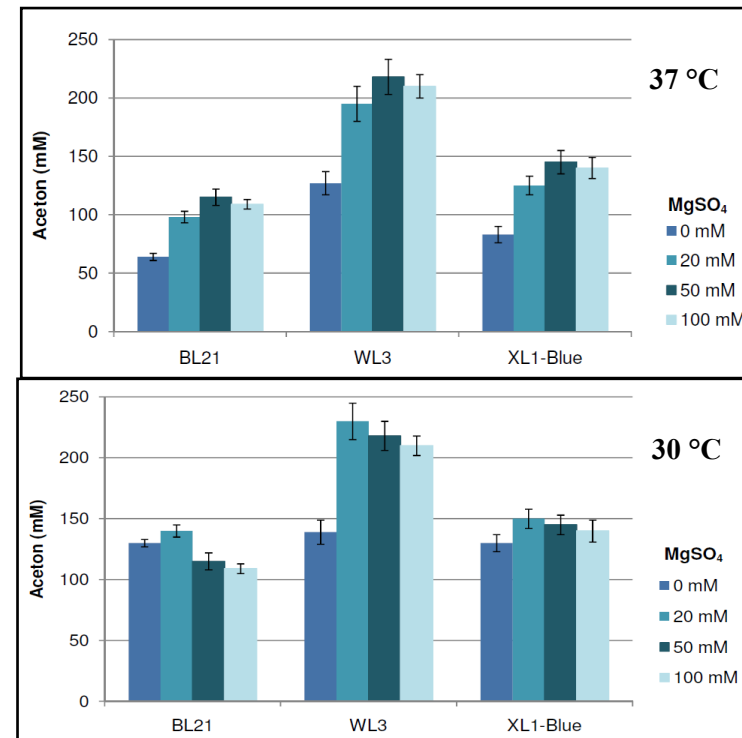 250
200
150
100
50
0
Aceton (mM)
BL21
WL3
XL1-Blue
37 °C
MgSO₄
0 mM
20 mM
50 mM
100 mM
250
200
150
100
50
0
Aceton (mM)
BL21
WL3
XL1-Blue
30 °C
MgSO₄
0 mM
20 mM
50 mM
100 mM